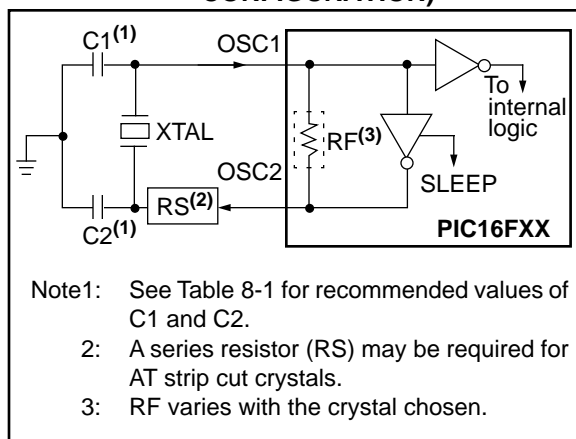 C1(1)
OSC1
To
internal
logic
XTAL
RF(3)
OSC2
SLEEP
RS(2)
C2(1)
PIC16FXX
Note1: See Table 8-1 for recommended values of
C1 and C2.
2: A series resistor (RS) may be required for
AT strip cut crystals.
3: RF varies with the crystal chosen.